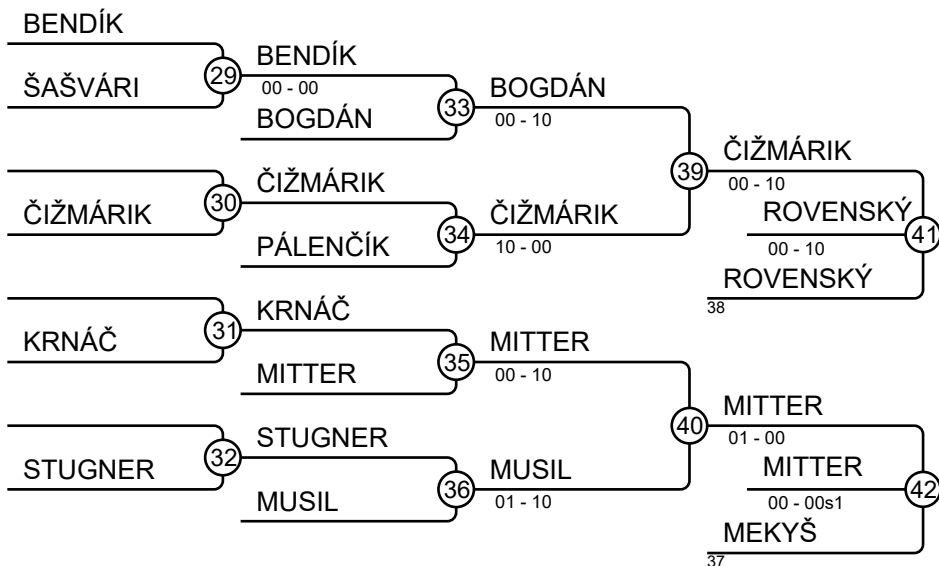 BENDÍK
ŠAŠVÁRI
29
BENDÍK
00 - 00
BOGDÁN
33
BOGDÁN
00 - 10
ČIŽMÁRIK
30
ČIŽMÁRIK
PÁLENČÍK
34
ČIŽMÁRIK
10 - 00
39
ČIŽMÁRIK
00 - 10
ROVENSKÝ
00 - 10
41
ROVENSKÝ
38
KRNÁČ
31
KRNÁČ
MITTER
35
MITTER
00 - 10
STUGNER
32
STUGNER
MUSIL
36
MUSIL
01 - 10
40
MITTER
01 - 00
MITTER
00 - 00s1
42
MEKYŠ
37